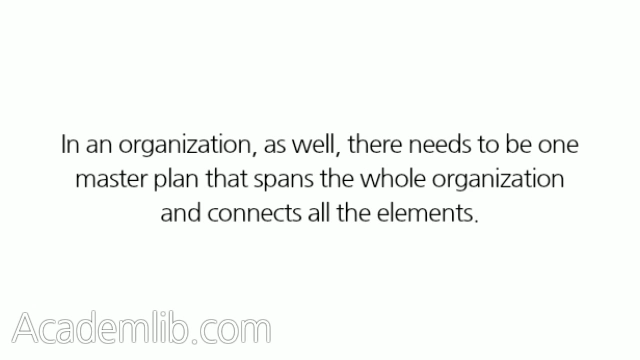 In an organization, as well, there needs to be one
master plan that spans the whole organization
and connects all the elements.
Academlib.com